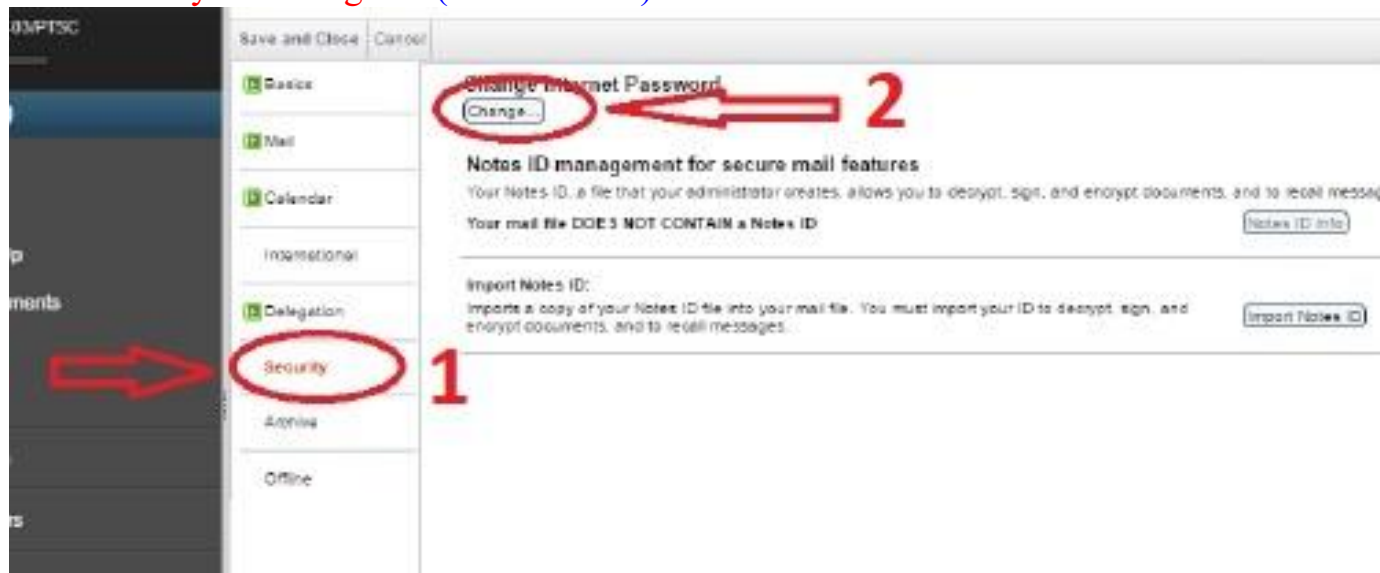 03/PTSC
Save and Close
Cancel
Basics
Mail
Calendar
International
Delegation
Security
Archive
Offline
1
Change Internet Password
Change...
2
Notes ID management for secure mail features
Your Notes ID, a file that your administrator creates, allows you to decrypt, sign, and encrypt documents, and to recall messag
Your mail file DOES NOT CONTAIN a Notes ID
Notes ID Info
Import Notes ID:
Imports a copy of your Notes ID file into your mail file. You must import your ID to decrypt, sign, and
encrypt documents, and to recall messages.
Import Notes ID